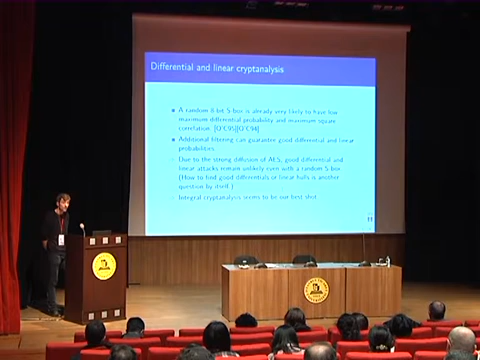 Differential and linear cryptanalysis
A random 8-bit S-box is already very likely to have low
maximum differential probability and maximum square
correlation. [O'C95][O'C94]
Additional filtering can guarantee good differential and linear
probabilities.
Due to the strong diffusion of AES, good differential and
linear attacks remain unlikely even with a random S-box
(How to find good differentials or linear hulls is another
question by itself.)
Integral cryptanalysis seems to be our best shot